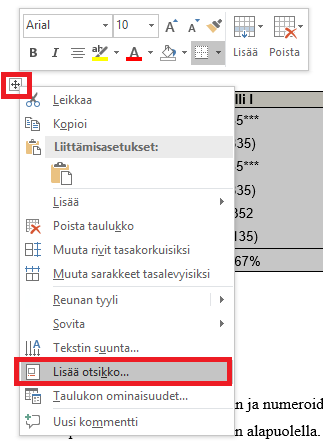 Arial 10 A A
B I ab A Lisää Poista
lli I
Leikkaa 5***
Kopioi 35)
Liittämisasetukset: 5***
35)
Lisää 352
Poista taulukko 135)
Muuta rivit tasakorkuisiksi 67%
Muuta sarakkeet tasalevyisiksi
Reunan tyyli
Sovita
Tekstin suunta...
Lisää otsikko...
Taulukon ominaisuudet... n ja numeroid
Uusi kommentti n alapuolella.